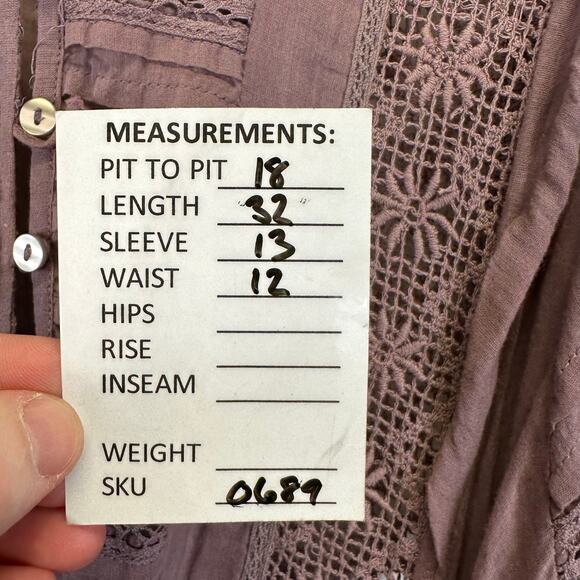 MEASUREMENTS:
PIT TO PIT 18
LENGTH 32
SLEEVE 13
WAIST 12
HIPS
RISE
INSEAM
WEIGHT
SKU 0689